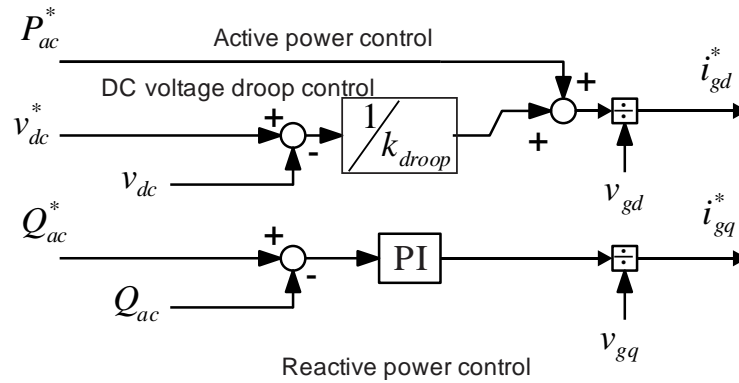 P*ac
Active power control
+
i*gd
DC voltage droop control
v*dc
+
-
1/kdroop
+
÷
vdc
vgd
Q*ac
+
-
PI
÷
i*gq
Qac
vgq
Reactive power control